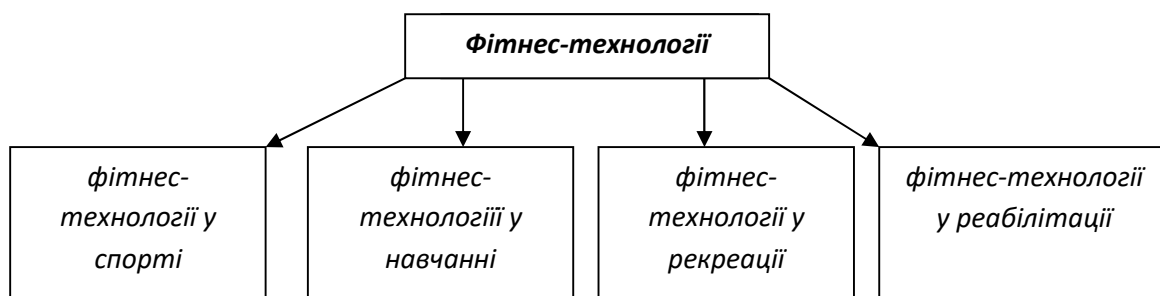 Фітнес-технології
фітнес-
технології у
спорті
фітнес-
технологіїї у
навчанні
фітнес-
технології у
рекреації
фітнес-технології
у реабілітації